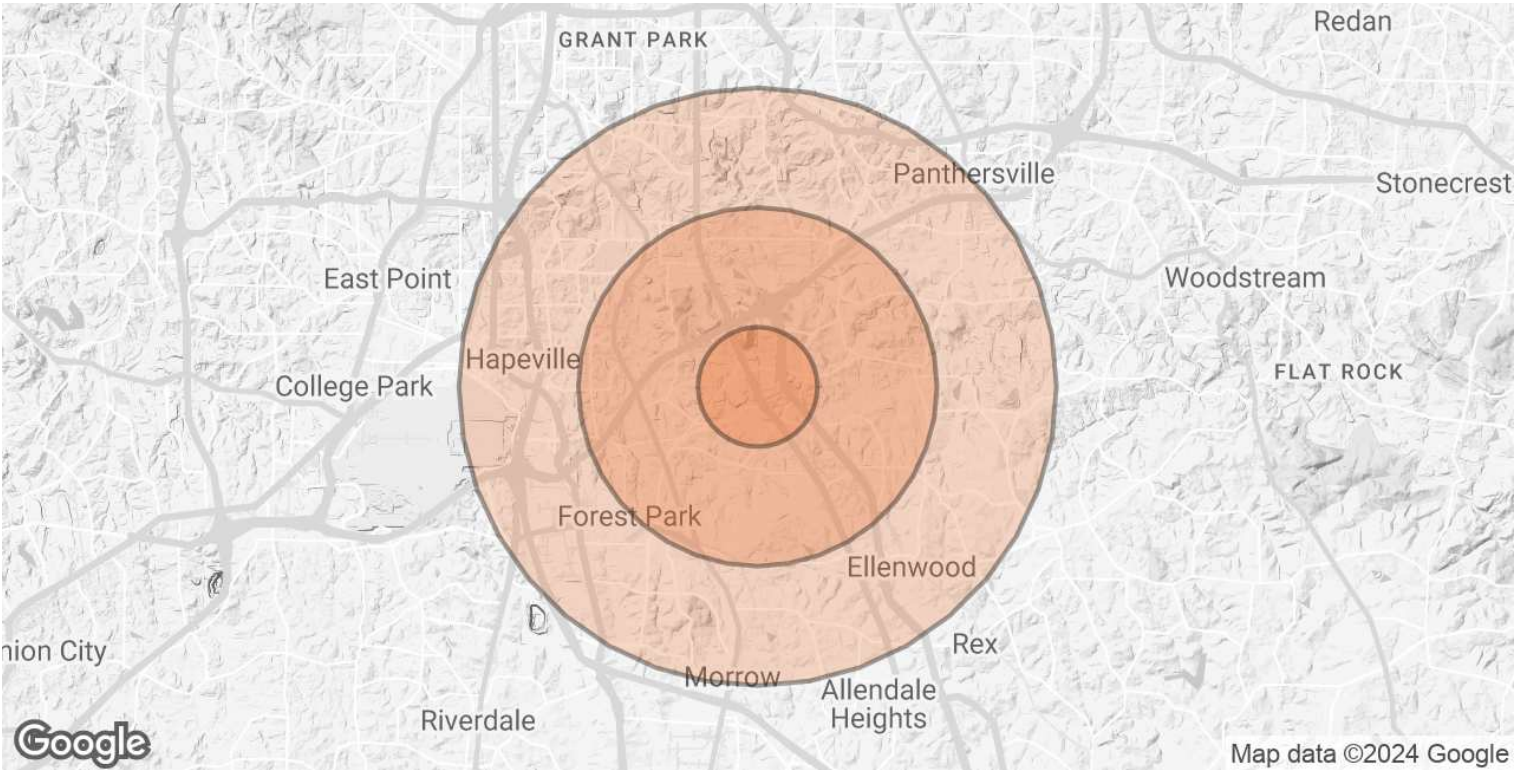 Redan
GRANT PARK
Panthersville
Stonecrest
East Point
Woodstream
Hapeville
FLAT ROCK
College Park
Forest Park
Ellenwood
Rex
nion City
Morrow
Allendale
Heights
Riverdale
Google
Map data ©2024 Google